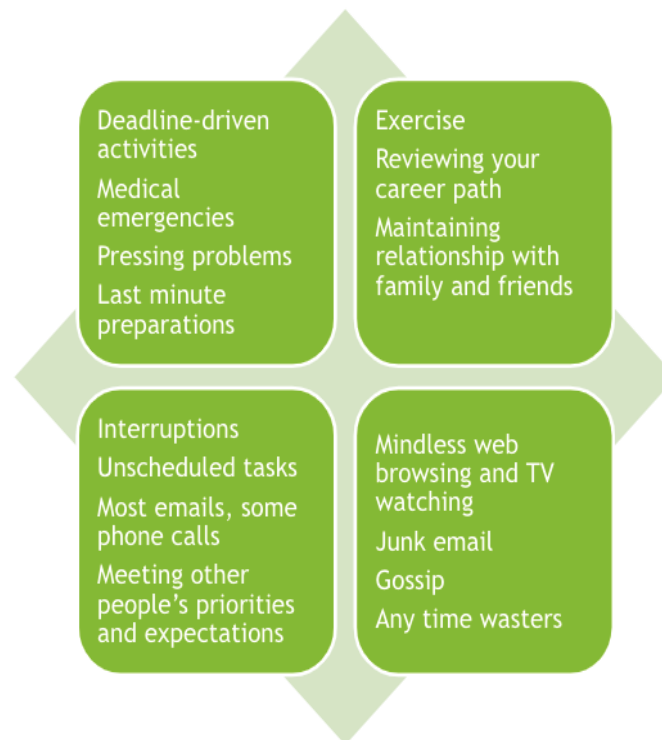 Deadline-driven
activities
Medical
emergencies
Pressing problems
Last minute
preparations
Exercise
Reviewing your
career path
Maintaining
relationship with
family and friends
Interruptions
Unscheduled tasks
Most emails, some
phone calls
Meeting other
people’s priorities
and expectations
Mindless web
browsing and TV
watching
Junk email
Gossip
Any time wasters